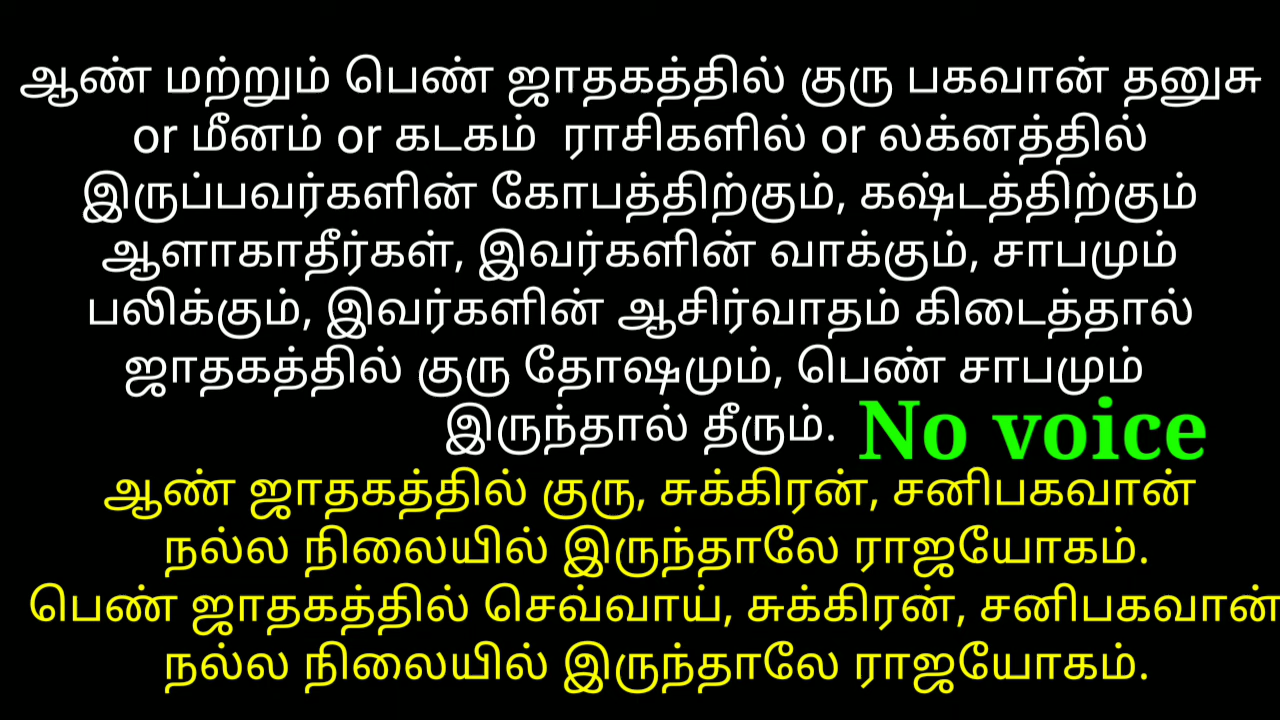 ஆண் மற்றும் பெண் ஜாதகத்தில் குரு பகவான் தனுசு
or மீனம் or கடகம் ராசிகளில் or லக்னத்தில்
இருப்பவர்களின் கோபத்திற்கும், கஷ்டத்திற்கும்
ஆளாகாதீர்கள், இவர்களின் வாக்கும், சாபமும்
பலிக்கும், இவர்களின் ஆசிர்வாதம் கிடைத்தால்
ஜாதகத்தில் குரு தோஷமும், பெண் சாபமும்
இருந்தால் தீரும். No voice
ஆண் ஜாதகத்தில் குரு, சுக்கிரன், சனிபகவான்
நல்ல நிலையில் இருந்தாலே ராஜயோகம்.
பெண் ஜாதகத்தில் செவ்வாய், சுக்கிரன், சனிபகவான்
நல்ல நிலையில் இருந்தாலே ராஜயோகம்.